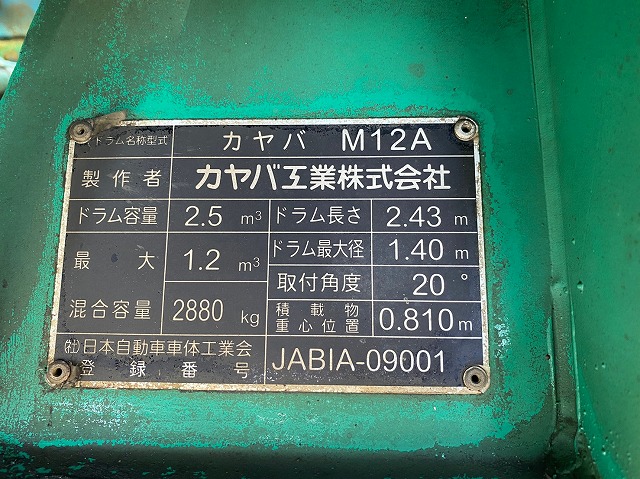 ドラム名称型式 カヤバ M12A
製作者 カヤバ工業株式会社
ドラム容量 2.5 m³ ドラム長さ 2.43 m
最大 1.2 m³ ドラム最大径 1.40 m
取付角度 20°
混合容量 2880 kg 積載物
重心位置 0.810 m
㈳日本自動車車体工業会
登録番号 JABIA-09001